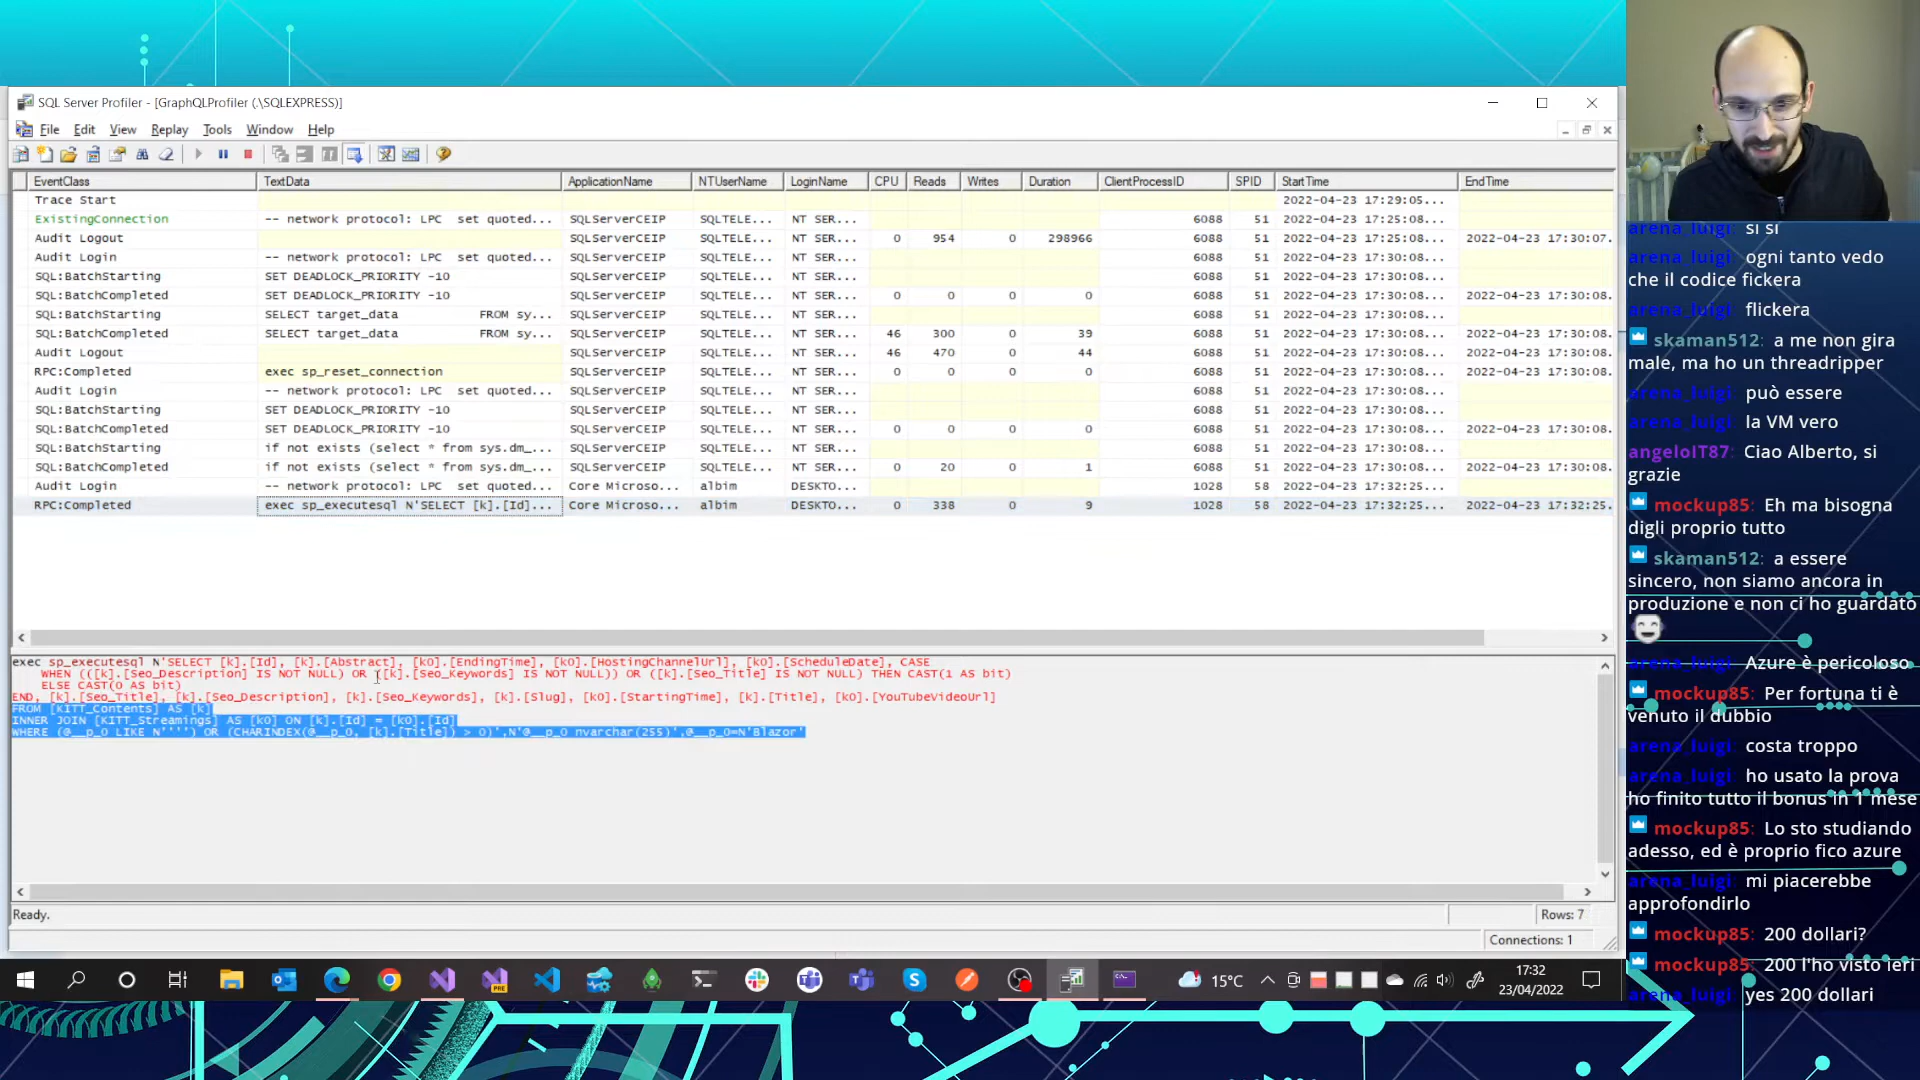 SQL Server Profiler - [GraphQLProfiler (.\SQLEXPRESS)]
File Edit View Replay Tools Window Help
EventClass TextData ApplicationName NTUserName LoginName CPU Reads Writes Duration ClientProcessID SPID StartTime EndTime
Trace Start 2022-04-23 17:29:05...
ExistingConnection -- network protocol: LPC set quoted... SQLServerCEIP SQLTELE... NT SER... 6088 51 2022-04-23 17:25:08...
Audit Logout SQLServerCEIP SQLTELE... NT SER... 0 954 0 298966 6088 51 2022-04-23 17:25:08... 2022-04-23 17:30:07.
Audit Login -- network protocol: LPC set quoted... SQLServerCEIP SQLTELE... NT SER... 6088 51 2022-04-23 17:30:08...
SQL:BatchStarting SET DEADLOCK_PRIORITY -10 SQLServerCEIP SQLTELE... NT SER... 6088 51 2022-04-23 17:30:08...
SQL:BatchCompleted SET DEADLOCK_PRIORITY -10 SQLServerCEIP SQLTELE... NT SER... 0 0 0 0 6088 51 2022-04-23 17:30:08... 2022-04-23 17:30:08.
SQL:BatchStarting SELECT target_data FROM sy... SQLServerCEIP SQLTELE... NT SER... 6088 51 2022-04-23 17:30:08...
SQL:BatchCompleted SELECT target_data FROM sy... SQLServerCEIP SQLTELE... NT SER... 46 300 0 39 6088 51 2022-04-23 17:30:08... 2022-04-23 17:30:08.
Audit Logout SQLServerCEIP SQLTELE... NT SER... 46 470 0 44 6088 51 2022-04-23 17:30:08... 2022-04-23 17:30:08.
RPC:Completed exec sp_reset_connection SQLServerCEIP SQLTELE... NT SER... 0 0 0 0 6088 51 2022-04-23 17:30:08... 2022-04-23 17:30:08.
Audit Login -- network protocol: LPC set quoted... SQLServerCEIP SQLTELE... NT SER... 6088 51 2022-04-23 17:30:08...
SQL:BatchStarting SET DEADLOCK_PRIORITY -10 SQLServerCEIP SQLTELE... NT SER... 6088 51 2022-04-23 17:30:08...
SQL:BatchCompleted SET DEADLOCK_PRIORITY -10 SQLServerCEIP SQLTELE... NT SER... 0 0 0 0 6088 51 2022-04-23 17:30:08... 2022-04-23 17:30:08.
SQL:BatchStarting if not exists (select * from sys.dm_... SQLServerCEIP SQLTELE... NT SER... 6088 51 2022-04-23 17:30:08...
SQL:BatchCompleted if not exists (select * from sys.dm_... SQLServerCEIP SQLTELE... NT SER... 0 20 0 1 6088 51 2022-04-23 17:30:08... 2022-04-23 17:30:08.
Audit Login -- network protocol: LPC set quoted... Core Microso... albim DESKTO... 1028 58 2022-04-23 17:32:25...
RPC:Completed exec sp_executesql N'SELECT [k].[Id]... Core Microso... albim DESKTO... 0 338 0 9 1028 58 2022-04-23 17:32:25... 2022-04-23 17:32:25.
exec sp_executesql N'SELECT [k].[Id], [k].[Abstract], [k0].[EndingTime], [k0].[HostingChannelUrl], [k0].[ScheduleDate], CASE
WHEN (([k].[Seo_Description] IS NOT NULL) OR ([k].[Seo_Keywords] IS NOT NULL)) OR ([k].[Seo_Title] IS NOT NULL) THEN CAST(1 AS bit)
ELSE CAST(0 AS bit)
END, [k].[Seo_Title], [k].[Seo_Description], [k].[Seo_Keywords], [k].[Slug], [k0].[StartingTime], [k].[Title], [k0].[YouTubeVideoUrl]
FROM [KITT_Contents] AS [k]
INNER JOIN [KITT_Streamings] AS [k0] ON [k].[Id] = [k0].[Id]
WHERE (@__p_0 LIKE N'''') OR (CHARINDEX(@__p_0, [k].[Title]) > 0)',N'@__p_0 nvarchar(255)',@__p_0=N'Blazor'
Ready.
Rows: 7
Connections: 1
15°C
17:32
23/04/2022
arena_luigi: si si
arena_luigi: ogni tanto vedo
che il codice fickera
arena_luigi: flickera
skaman512: a me non gira
male, ma ho un threadripper
arena_luigi: può essere
arena_luigi: la VM vero
angeloIT87: Ciao Alberto, si
grazie
mockup85: Eh ma bisogna
digli proprio tutto
skaman512: a essere
sincero, non siamo ancora in
produzione e non ci ho guardato
arena_luigi: Azure è pericoloso
mockup85: Per fortuna ti è
venuto il dubbio
arena_luigi: costa troppo
arena_luigi: ho usato la prova
ho finito tutto il bonus in 1 mese
mockup85: Lo sto studiando
adesso, ed è proprio fico azure
arena_luigi: mi piacerebbe
approfondirlo
mockup85: 200 dollari?
mockup85: 200 l'ho visto ieri
arena_luigi: yes 200 dollari